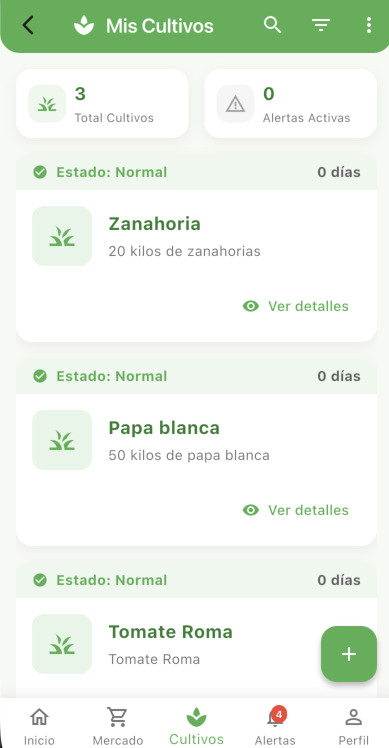 Mis Cultivos
3
Total Cultivos
0
Alertas Activas
Estado: Normal 0 días
Zanahoria
20 kilos de zanahorias
Ver detalles
Estado: Normal 0 días
Papa blanca
50 kilos de papa blanca
Ver detalles
Estado: Normal 0 días
Tomate Roma
Tomate Roma
+
4
Inicio Mercado Cultivos Alertas Perfil